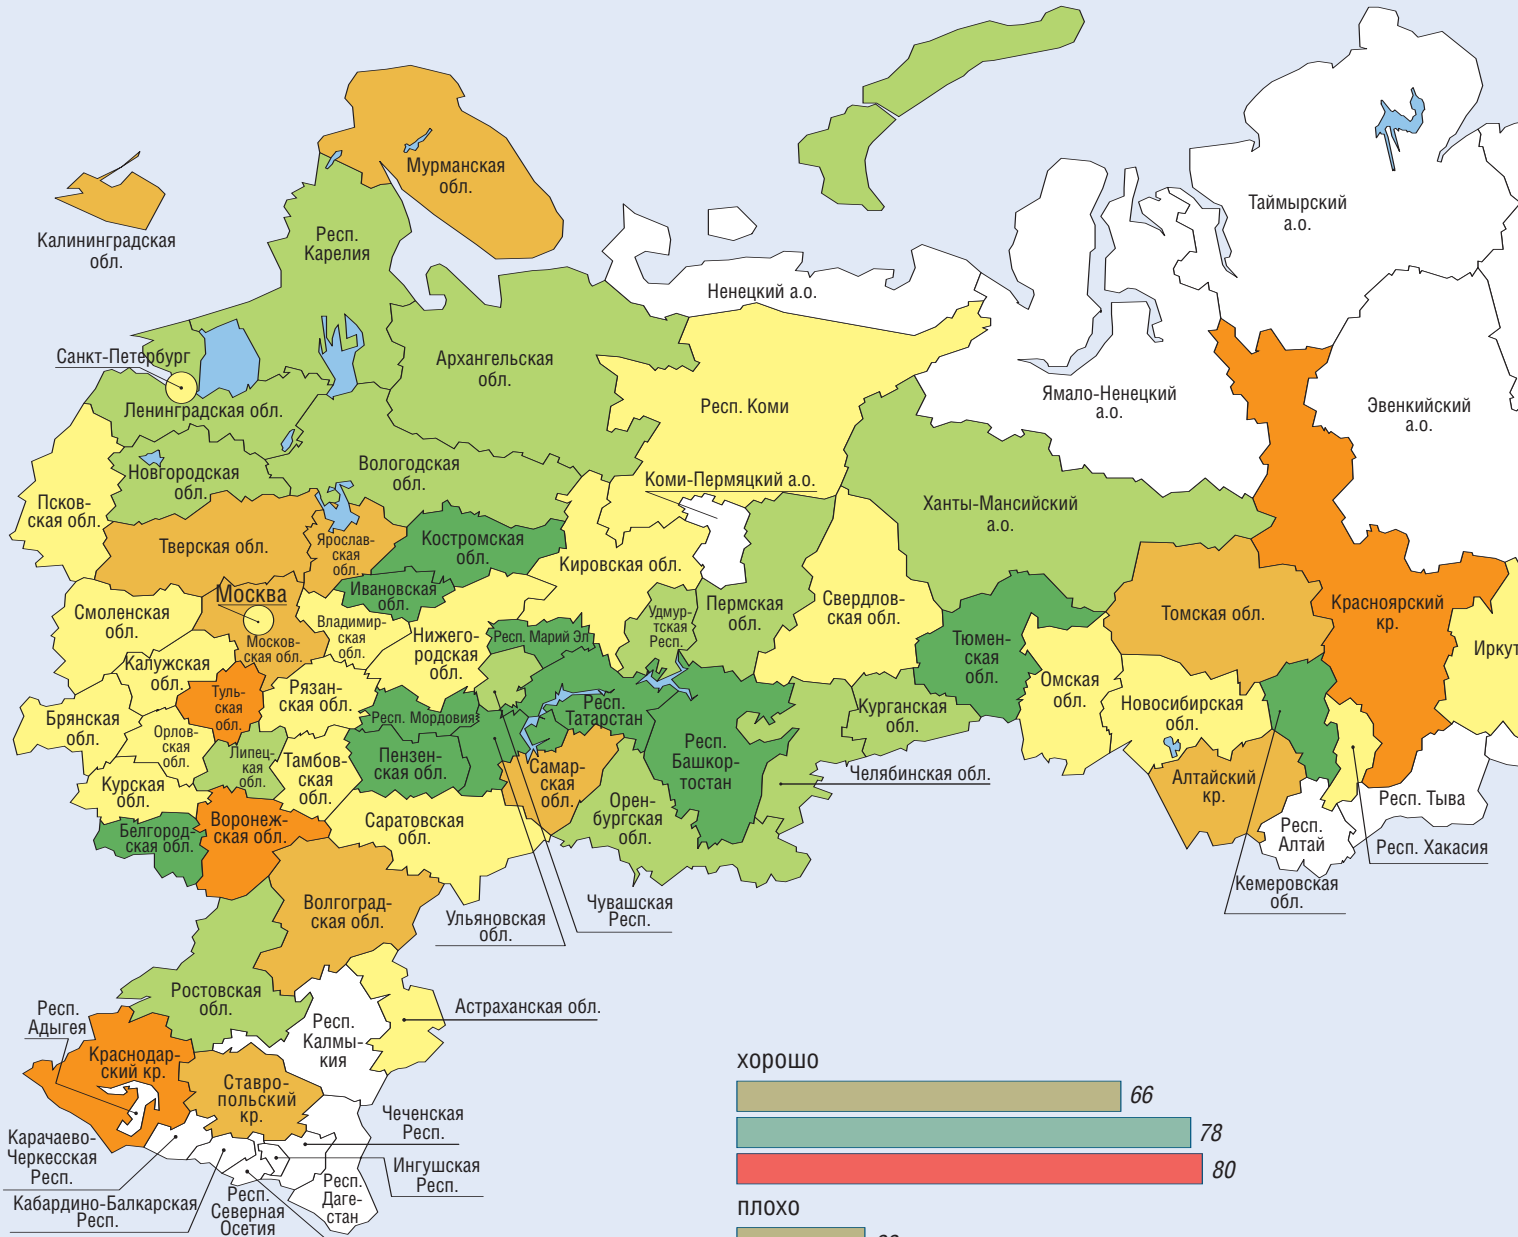 Мурманская
обл.
Калининградская
обл.
Респ.
Карелия
Таймырский
а.о.
Ненецкий а.о.
Санкт-Петербург
Архангельская
обл.
Ленинградская обл.
Респ. Коми
Ямало-Ненецкий
а.о.
Эвенкийский
а.о.
Новгородская
обл.
Вологодская
обл.
Коми-Пермяцкий а.о.
Псков-
ская обл.
Ханты-Мансийский
а.о.
Тверская обл.
Ярослав-
ская
обл.
Костромская
обл.
Кировская обл.
Ивановская
обл.
Москва
Смоленская
обл.
Владимир-
ская
обл.
Москов-
ская обл.
Нижего-
родская
обл.
Респ. Марий Эл
Удмур-
тская
Респ.
Пермская
обл.
Свердлов-
ская обл.
Тюмен-
ская
обл.
Томская обл.
Красноярский
кр.
Иркут
Калужская
обл.
Туль-
ская
обл.
Рязан-
ская обл.
Омская
обл.
Новосибирская
обл.
Брянская
обл.
Орлов-
ская
обл.
Липец-
кая
обл.
Тамбов-
ская
обл.
Респ. Мордовия
Пензен-
ская обл.
Респ.
Татарстан
Респ.
Башкор-
тостан
Курганская
обл.
Самар-
ская
обл.
Челябинская обл.
Курская
обл.
Алтайский
кр.
Респ. Тыва
Белгород-
ская обл.
Воронеж-
ская обл.
Саратовская
обл.
Орен-
бургская
обл.
Респ.
Алтай
Респ. Хакасия
Кемеровская
обл.
Волгоград-
ская обл.
Ульяновская
обл.
Чувашская
Респ.
Ростовская
обл.
Астраханская обл.
Респ.
Адыгея
Респ.
Калмы-
кия
Краснодар-
ский кр.
Ставро-
польский
кр.
Чеченская
Респ.
Карачаево-
Черкесская
Респ.
Ингушская
Респ.
Кабардино-Балкарская
Респ.
Респ.
Северная
Осетия
Респ.
Даге-
стан
хорошо
66
78
80
плохо